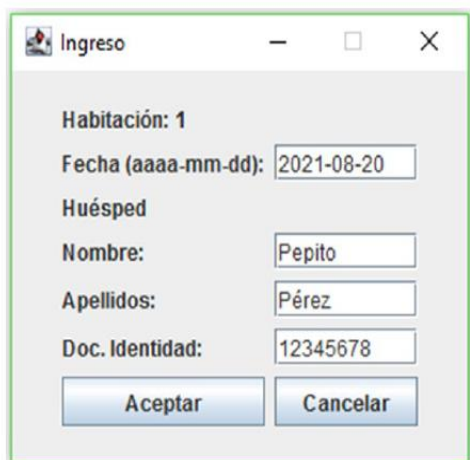 Ingreso
Habitación: 1
Fecha (aaaa-mm-dd): 2021-08-20
Huésped
Nombre: Pepito
Apellidos: Pérez
Doc. Identidad: 12345678
Aceptar Cancelar